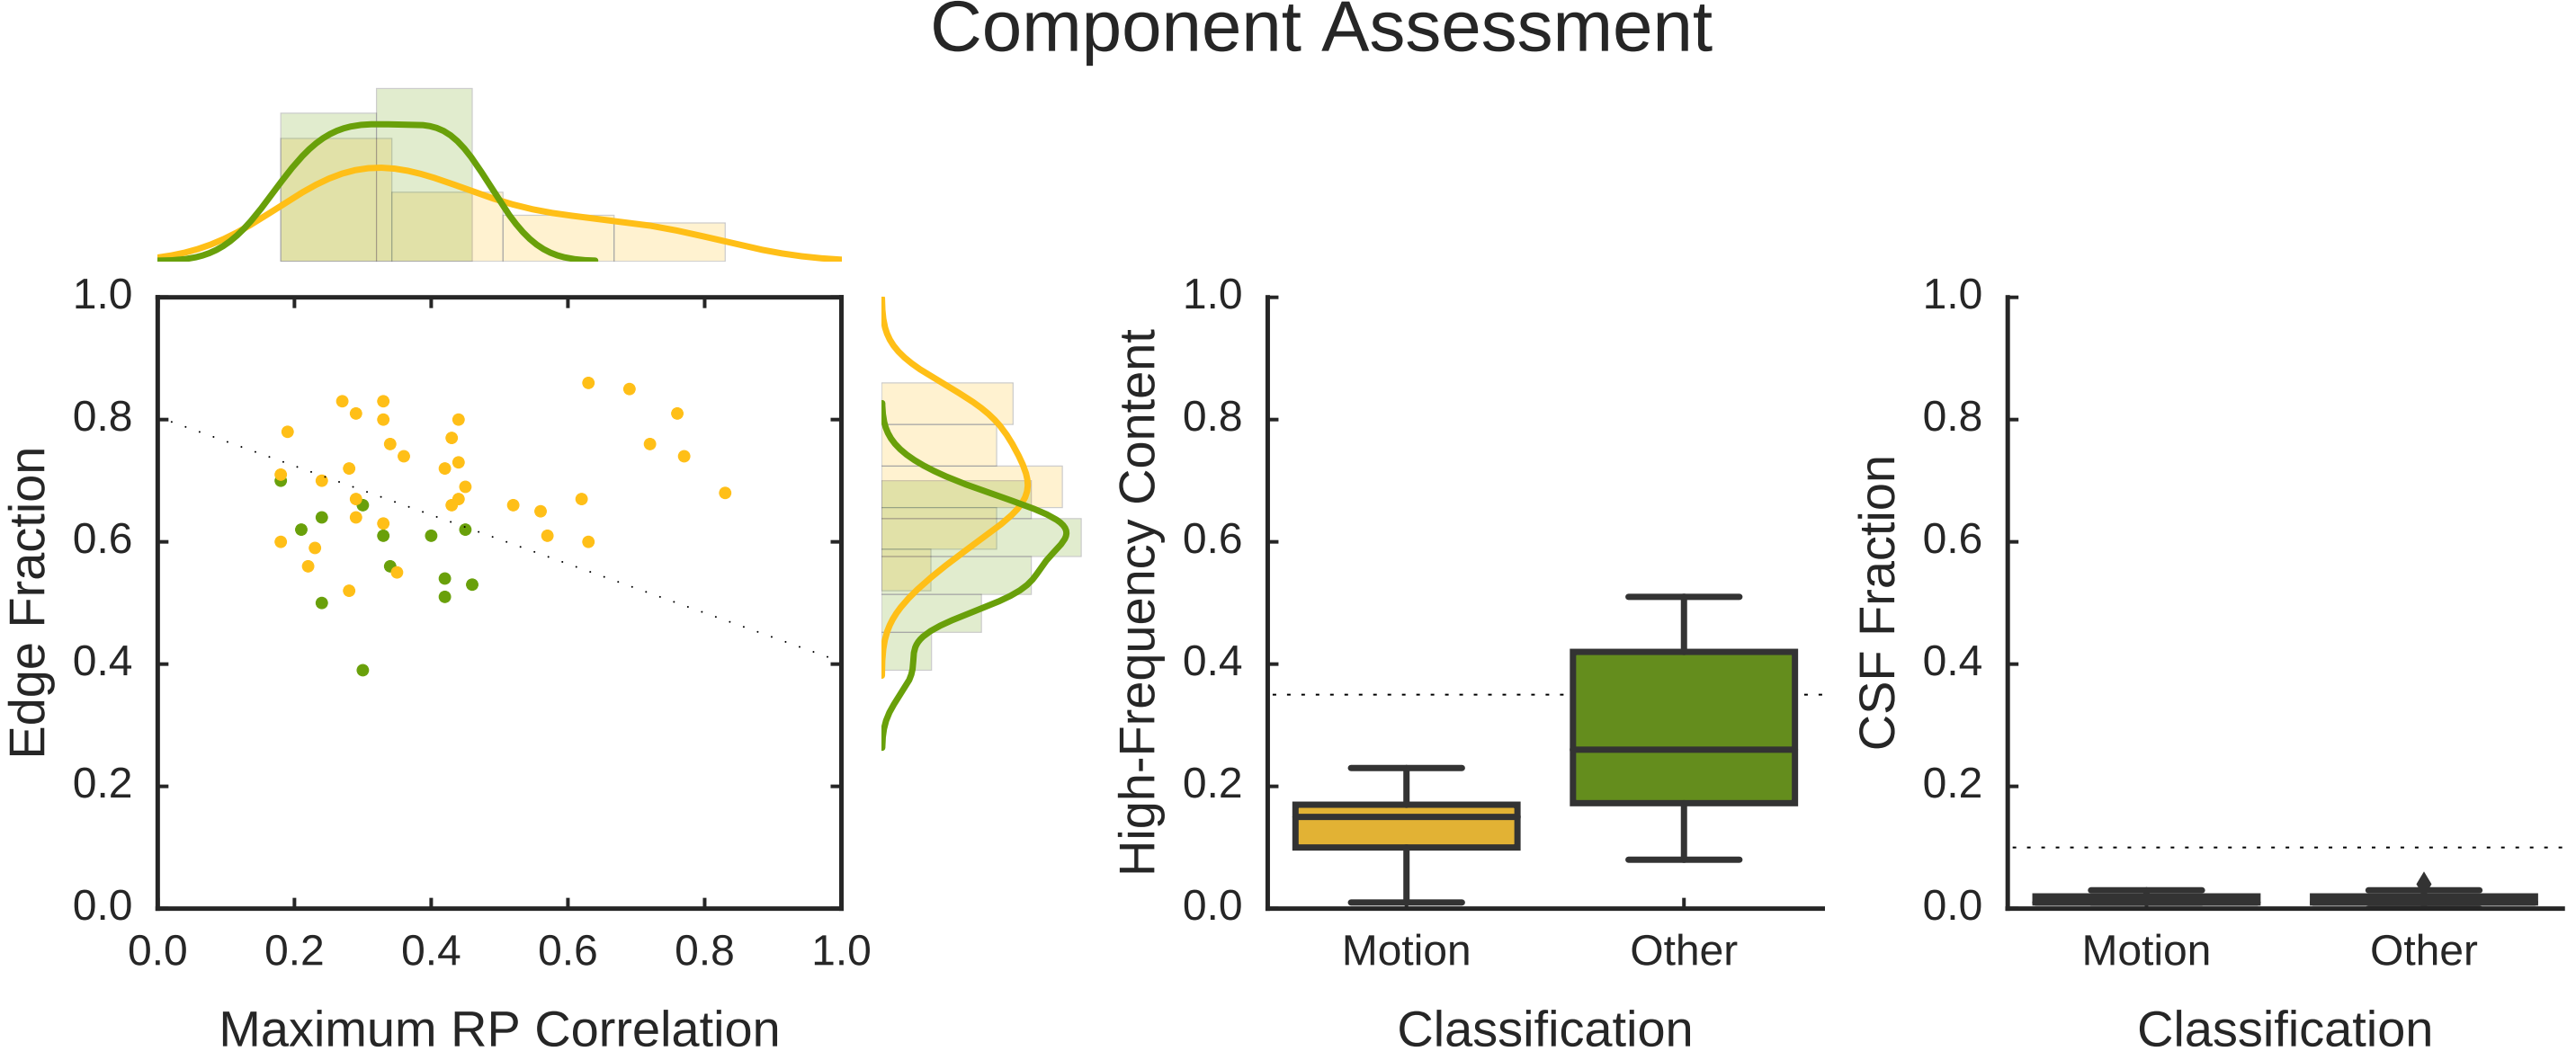 Component Assessment
1.0
0.8
0.6
0.4
0.2
0.0
Edge Fraction
0.0 0.2 0.4 0.6 0.8 1.0
Maximum RP Correlation
1.0
0.8
0.6
0.4
0.2
0.0
High-Frequency Content
Motion Other
Classification
1.0
0.8
0.6
0.4
0.2
0.0
CSF Fraction
Motion Other
Classification